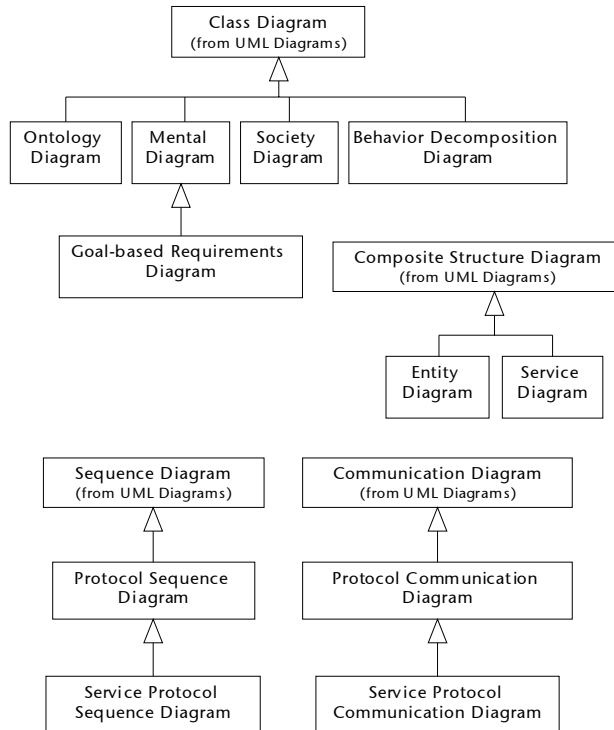 Class Diagram
(from UML Diagrams)
Ontology
Diagram
Mental
Diagram
Society
Diagram
Behavior Decomposition
Diagram
Goal-based Requirements
Diagram
Composite Structure Diagram
(from UML Diagrams)
Entity
Diagram
Service
Diagram
Sequence Diagram
(from UML Diagrams)
Communication Diagram
(from UML Diagrams)
Protocol Sequence
Diagram
Protocol Communication
Diagram
Service Protocol
Sequence Diagram
Service Protocol
Communication Diagram